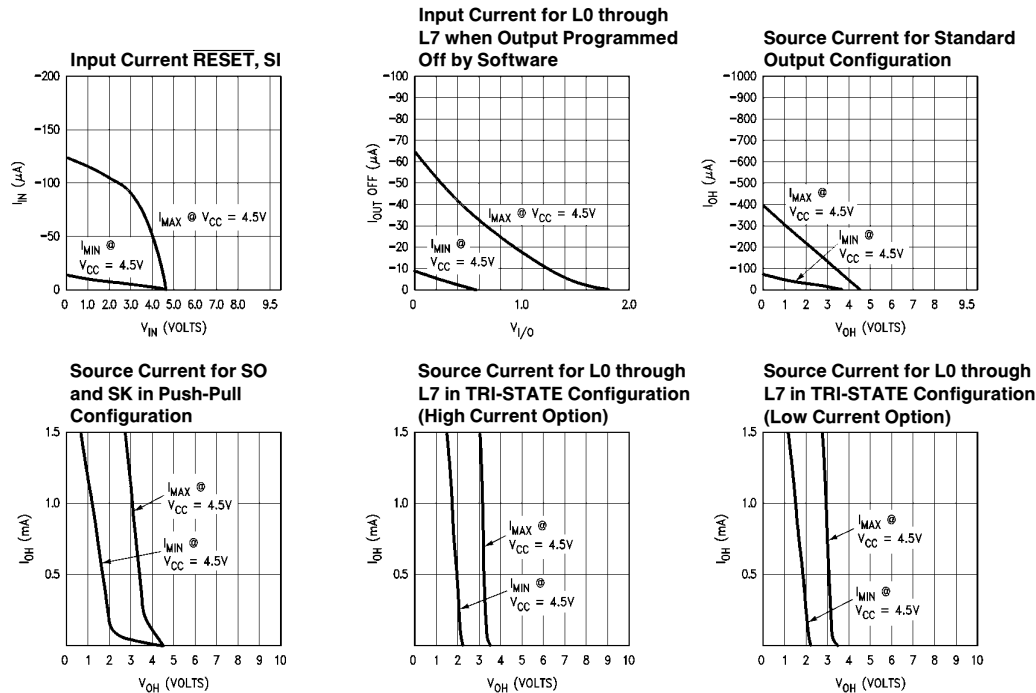 Input Current RESET, SI
-200
-150
-100
-50
0
I_IN (μA)
I_MAX @ V_CC = 4.5V
I_MIN @
V_CC = 4.5V
0 1.0 2.0 3.0 4.0 5.0 6.0 7.0 8.0 9.5
V_IN (VOLTS)
Input Current for L0 through
L7 when Output Programmed
Off by Software
-100
-90
-80
-70
-60
-50
-40
-30
-20
-10
0
I_OUT OFF (μA)
I_MAX @ V_CC = 4.5V
I_MIN @
V_CC = 4.5V
0 1.0 2.0
V_I/O
Source Current for Standard
Output Configuration
-1000
-900
-800
-700
-600
-500
-400
-300
-200
-100
0
I_OH (μA)
I_MAX @
V_CC = 4.5V
I_MIN @
V_CC = 4.5V
0 1 2 3 4 5 6 7 8 9.5
V_OH (VOLTS)
Source Current for SO
and SK in Push-Pull
Configuration
1.5
1.0
0.5
I_OH (mA)
I_MAX @
V_CC = 4.5V
I_MIN @
V_CC = 4.5V
0 1 2 3 4 5 6 7 8 9 10
V_OH (VOLTS)
Source Current for L0 through
L7 in TRI-STATE Configuration
(High Current Option)
1.5
1.0
0.5
I_OH (mA)
I_MAX @
V_CC = 4.5V
I_MIN @
V_CC = 4.5V
0 1 2 3 4 5 6 7 8 9 10
V_OH (VOLTS)
Source Current for L0 through
L7 in TRI-STATE Configuration
(Low Current Option)
1.5
1.0
0.5
I_OH (mA)
I_MAX @
V_CC = 4.5V
I_MIN @
V_CC = 4.5V
0 1 2 3 4 5 6 7 8 9 10
V_OH (VOLTS)